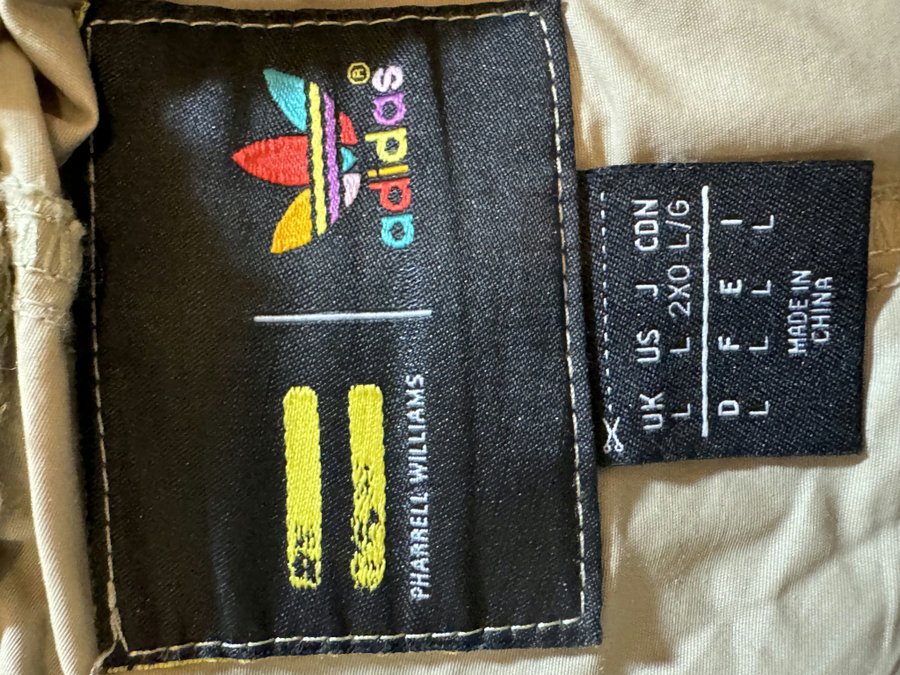 PHARRELL WILLIAMS
adidas®
UK US J CDN
L L 2XO L/G
D F E I
L L L L
MADE IN
CHINA